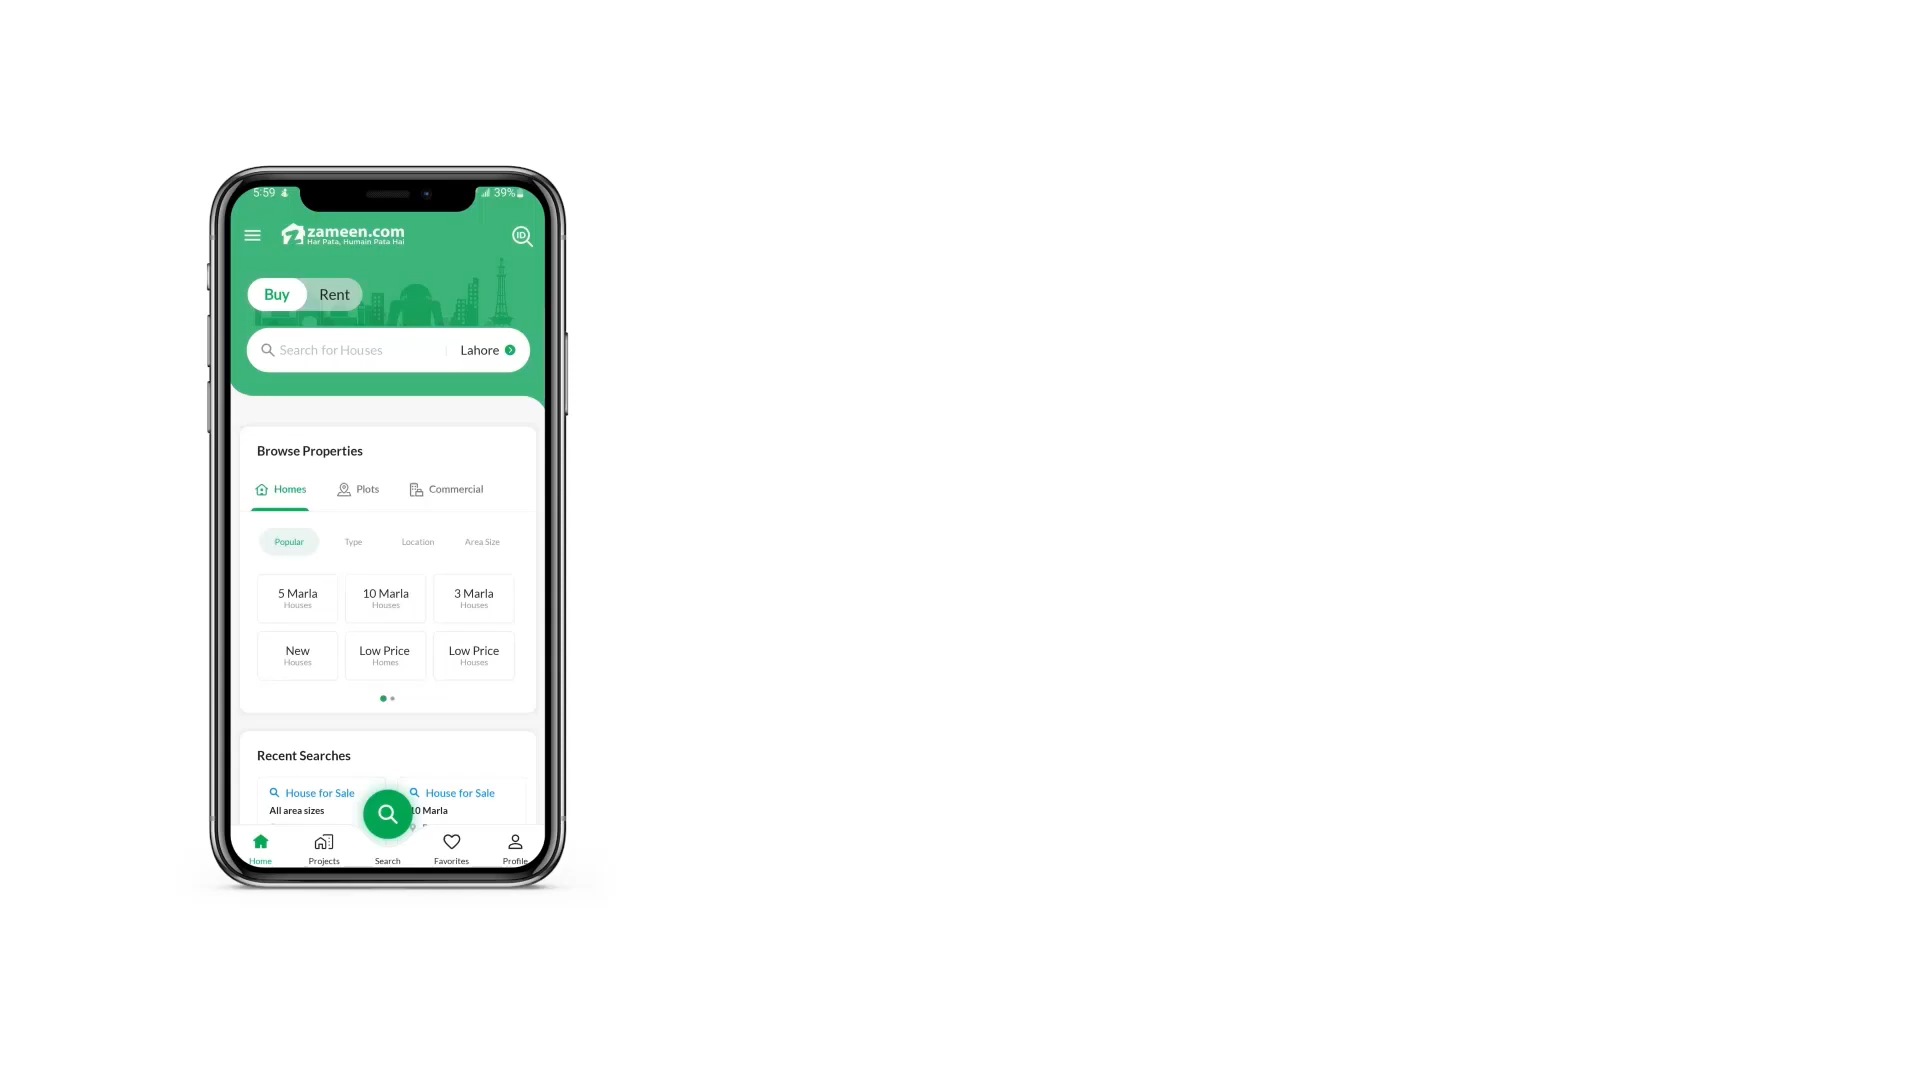 5:59
39%
zameen.com
Har Pata, Humain Pata Hai
ID
Buy Rent
Search for Houses Lahore
Browse Properties
Homes Plots Commercial
Popular Type Location Area Size
5 Marla 10 Marla 3 Marla
Houses Houses Houses
New Low Price Low Price
Houses Homes Houses
Recent Searches
House for Sale House for Sale
All area sizes 10 Marla
Home Projects Search Favorites Profile